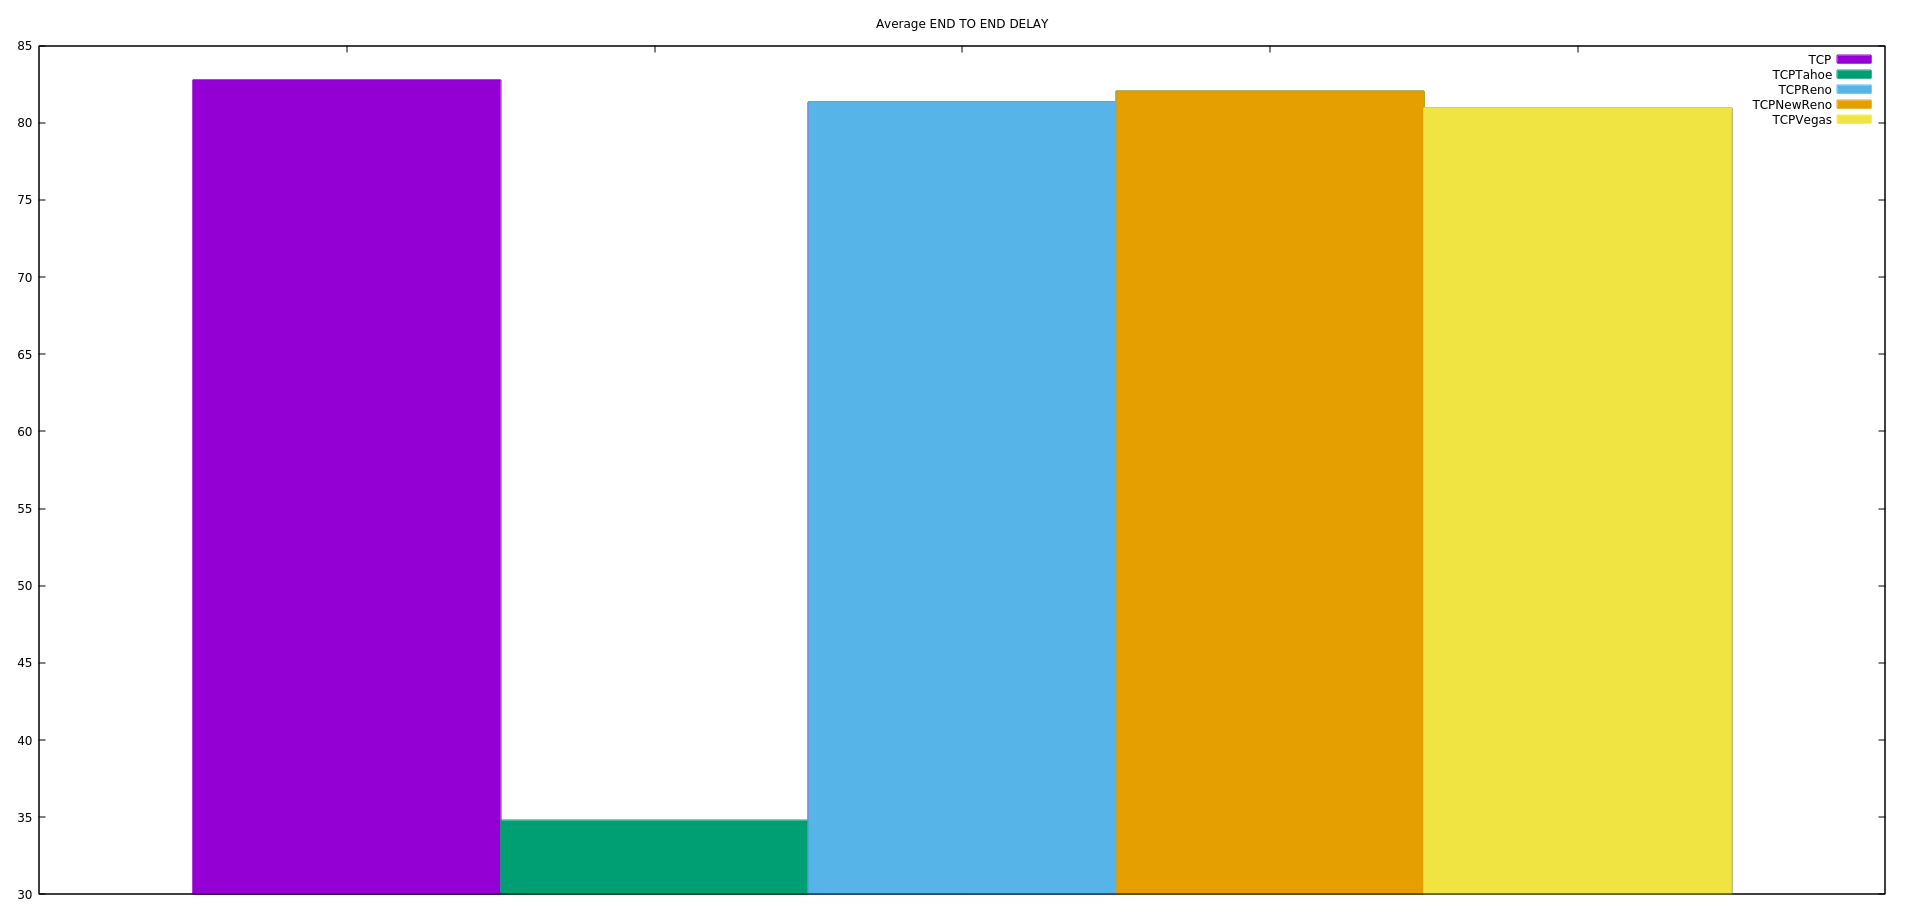 Average END TO END DELAY
85
80
75
70
65
60
55
50
45
40
35
30
TCP
TCPTahoe
TCPReno
TCPNewReno
TCPVegas